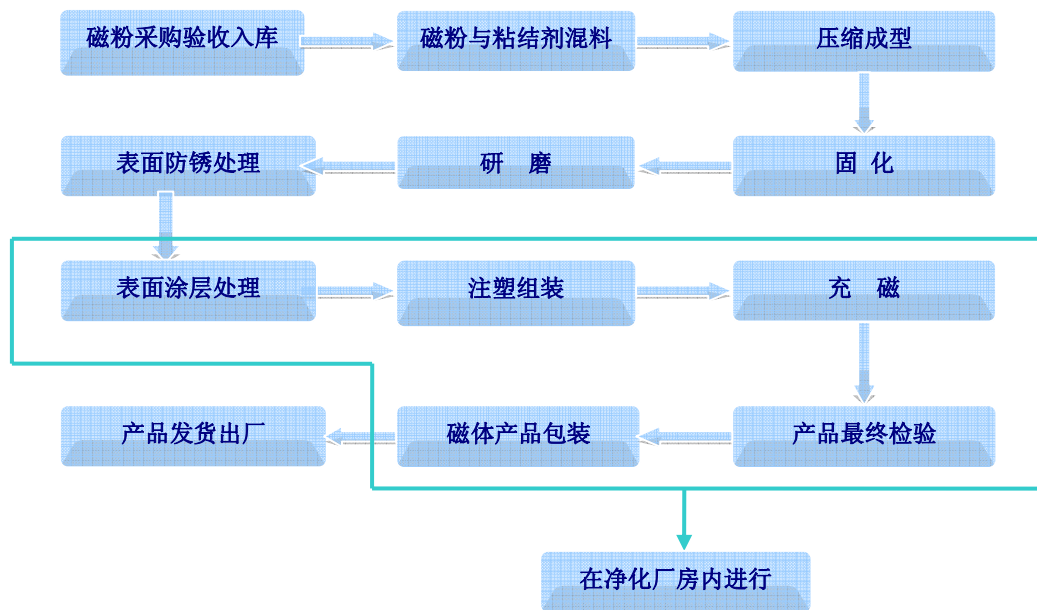 磁粉采购验收入库
磁粉与粘结剂混料
压缩成型
表面防锈处理
研 磨
固 化
表面涂层处理
注塑组装
充 磁
产品发货出厂
磁体产品包装
产品最终检验
在净化厂房内进行